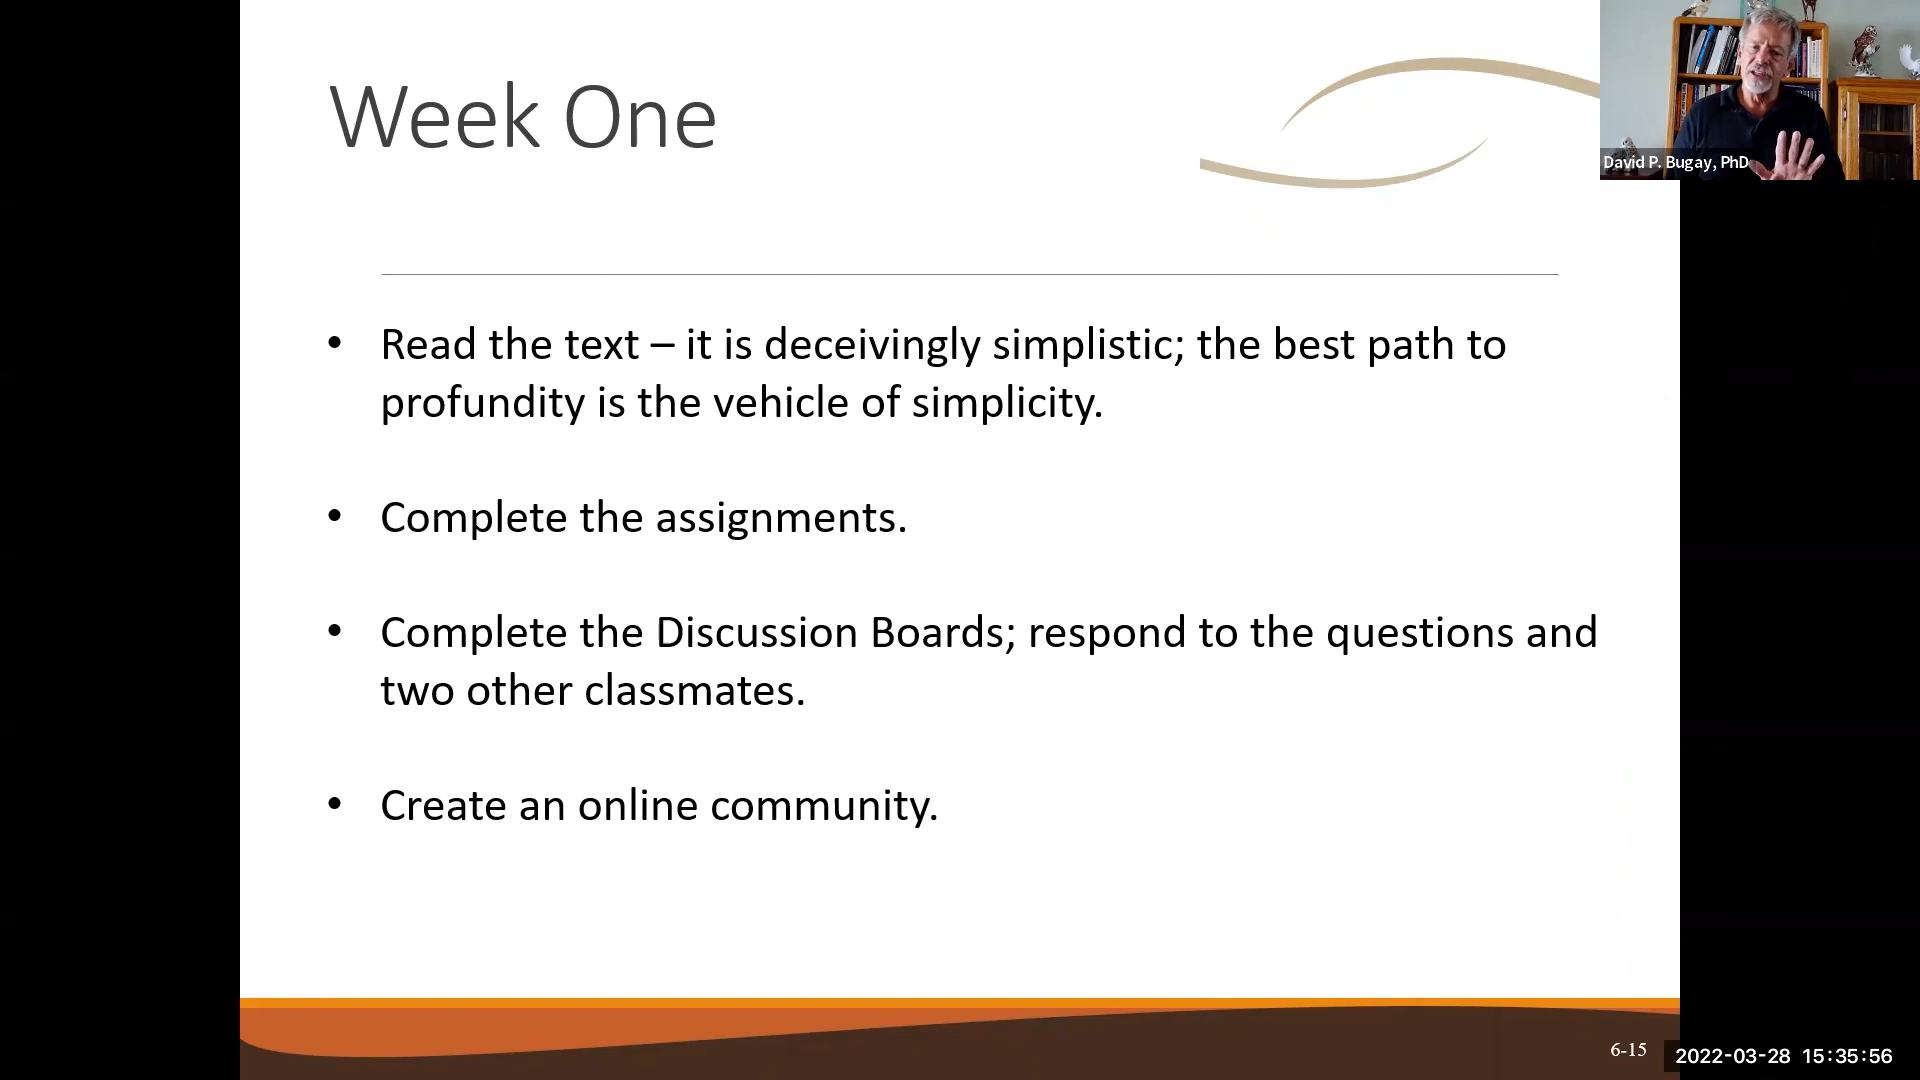 Week One
David P. Bugay, PhD
• Read the text – it is deceivingly simplistic; the best path to
profundity is the vehicle of simplicity.
• Complete the assignments.
• Complete the Discussion Boards; respond to the questions and
two other classmates.
• Create an online community.
6-15
2022-03-28 15:35:56